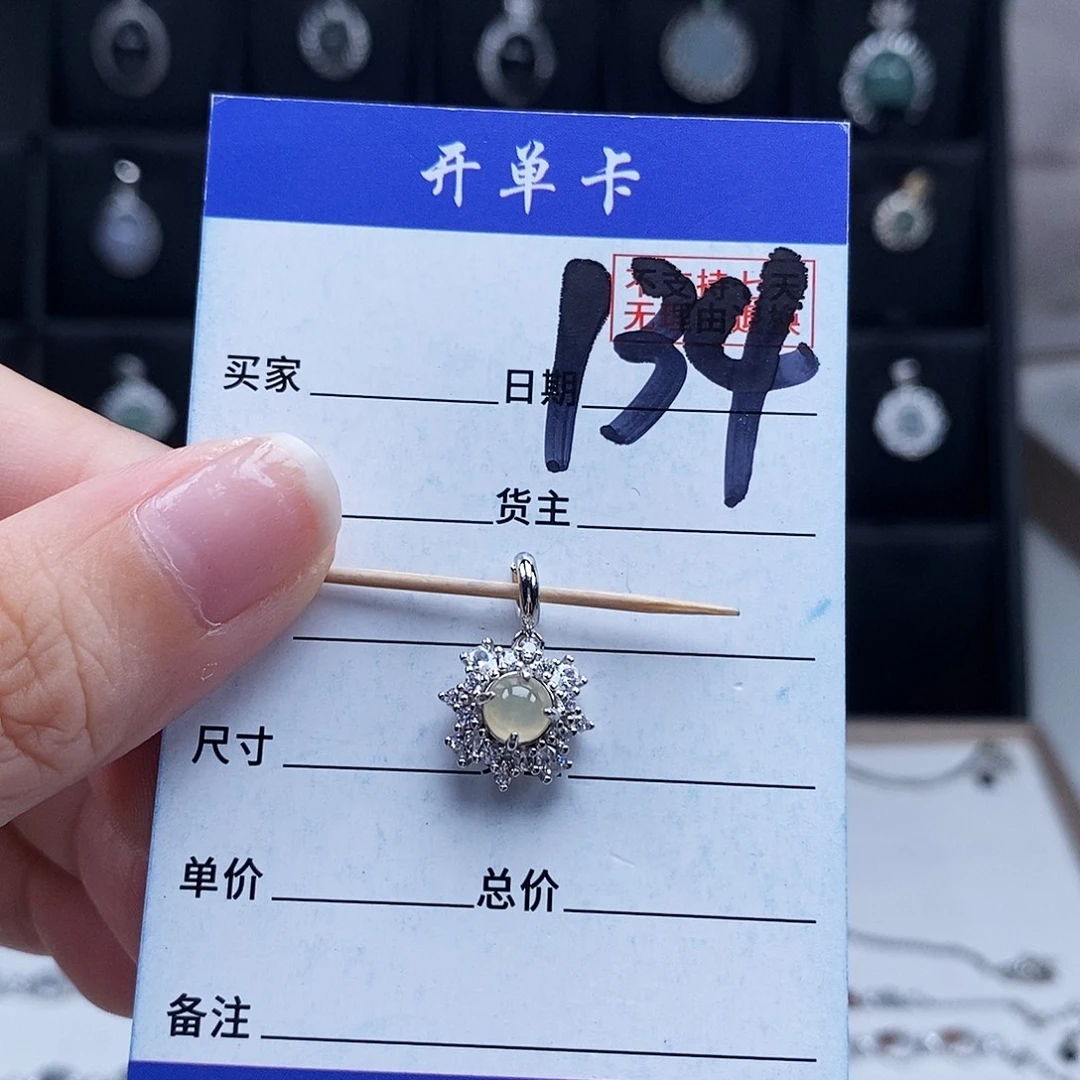 开单卡
134
不支持七天
无理由退换
买家 日期
货主
尺寸
单价 总价
备注